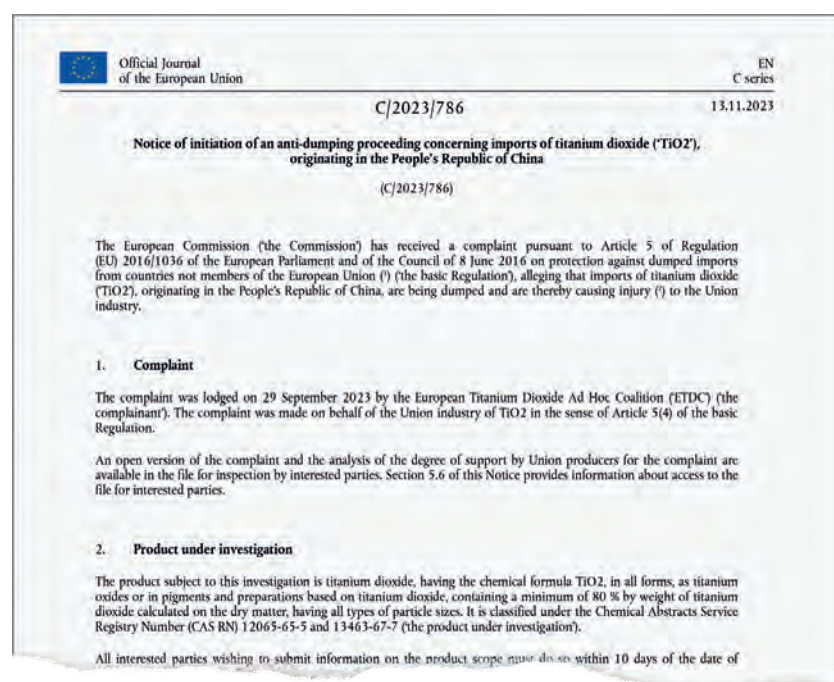 Official Journal
of the European Union
EN
C series
C/2023/786
13.11.2023
Notice of initiation of an anti-dumping proceeding concerning imports of titanium dioxide (‘TiO2’),
originating in the People’s Republic of China
(C/2023/786)
The European Commission (‘the Commission’) has received a complaint pursuant to Article 5 of Regulation
(EU) 2016/1036 of the European Parliament and of the Council of 8 June 2016 on protection against dumped imports
from countries not members of the European Union (¹) (‘the basic Regulation’), alleging that imports of titanium dioxide
(‘TiO2’), originating in the People’s Republic of China, are being dumped and are thereby causing injury (²) to the Union
industry.
1. Complaint
The complaint was lodged on 29 September 2023 by the European Titanium Dioxide Ad Hoc Coalition (‘ETDC’) (‘the
complainant’). The complaint was made on behalf of the Union industry of TiO2 in the sense of Article 5(4) of the basic
Regulation.
An open version of the complaint and the analysis of the degree of support by Union producers for the complaint are
available in the file for inspection by interested parties. Section 5.6 of this Notice provides information about access to the
file for interested parties.
2. Product under investigation
The product subject to this investigation is titanium dioxide, having the chemical formula TiO2, in all forms, as titanium
oxides or in pigments and preparations based on titanium dioxide, containing a minimum of 80 % by weight of titanium
dioxide calculated on the dry matter, having all types of particle sizes. It is classified under the Chemical Abstracts Service
Registry Number (CAS RN) 12065-65-5 and 13463-67-7 (‘the product under investigation’).
All interested parties wishing to submit information on the product scope must do so within 10 days of the date of